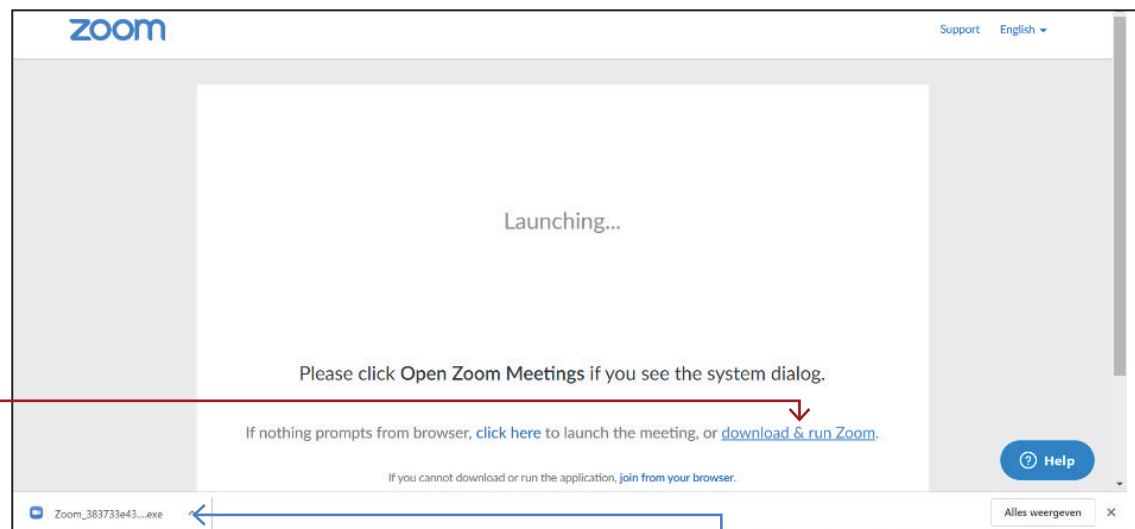 zoom
Support English
Launching...
Please click Open Zoom Meetings if you see the system dialog.
If nothing prompts from browser, click here to launch the meeting, or download & run Zoom.
If you cannot download or run the application, join from your browser.
? Help
Zoom_383733e43....exe
Alles weergeven